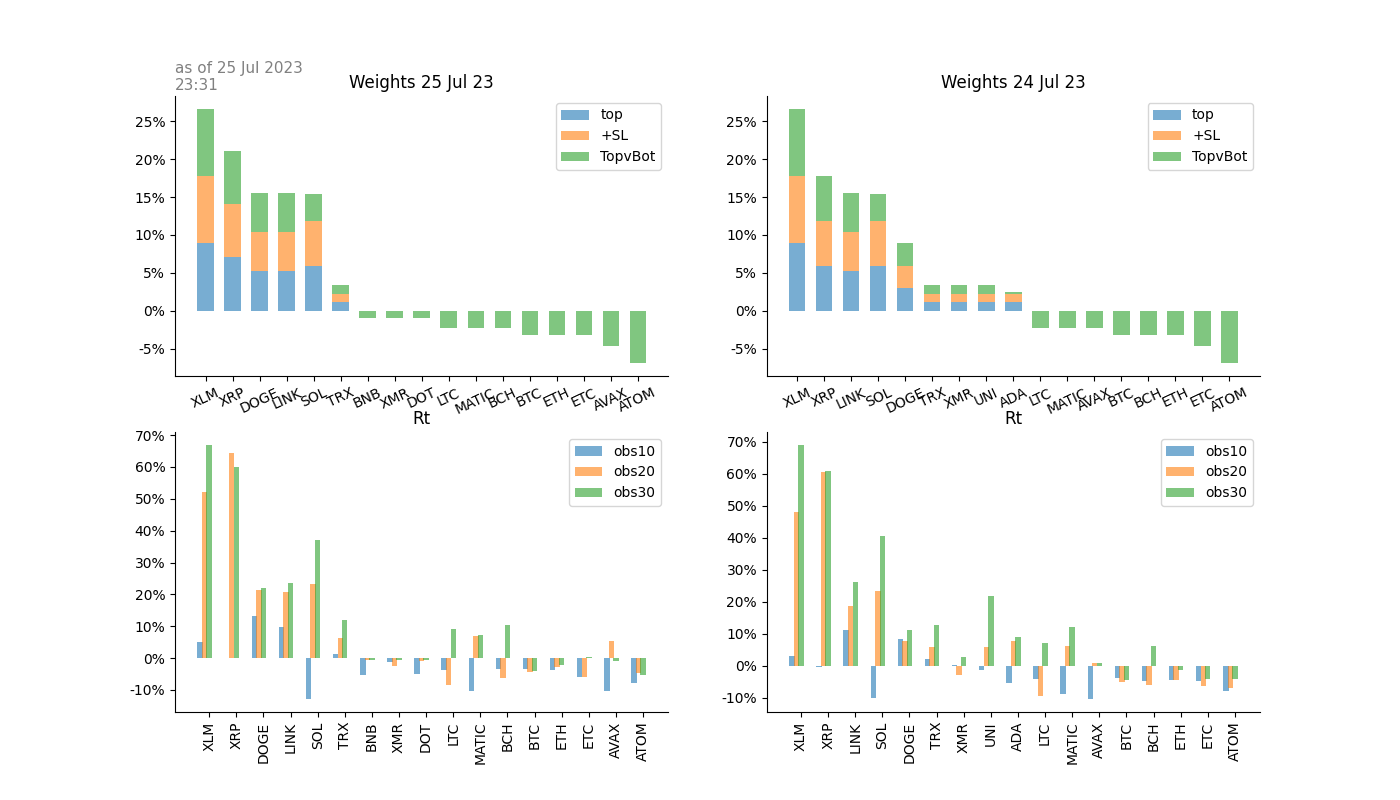 as of 25 Jul 2023
23:31
Weights 25 Jul 23
25%
20%
15%
10%
5%
0%
-5%
top
+SL
TopvBot
XLM XRP DOGE LINK SOL TRX BNB XMR DOT LTC MATIC BCH BTC ETH ETC AVAX ATOM
Weights 24 Jul 23
25%
20%
15%
10%
5%
0%
-5%
top
+SL
TopvBot
XLM XRP LINK SOL DOGE TRX XMR UNI ADA LTC MATIC AVAX BTC BCH ETH ETC ATOM
Rt
70%
60%
50%
40%
30%
20%
10%
0%
-10%
obs10
obs20
obs30
XLM XRP DOGE LINK SOL TRX BNB XMR DOT LTC MATIC BCH BTC ETH ETC AVAX ATOM
Rt
70%
60%
50%
40%
30%
20%
10%
0%
-10%
obs10
obs20
obs30
XLM XRP LINK SOL DOGE TRX XMR UNI ADA LTC MATIC AVAX BTC BCH ETH ETC ATOM